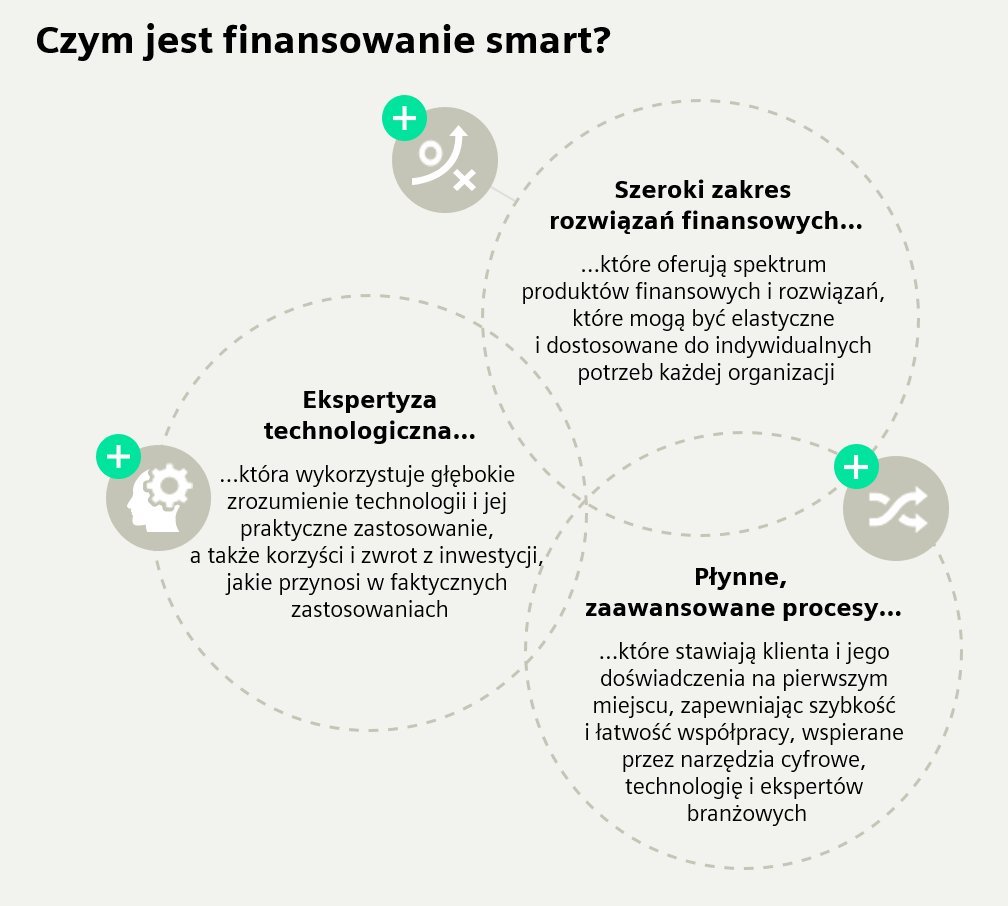 Czym jest finansowanie smart?
Szeroki zakres
rozwiązań finansowych...
...które oferują spektrum
produktów finansowych i rozwiązań,
które mogą być elastyczne
i dostosowane do indywidualnych
potrzeb każdej organizacji
Ekspertyza
technologiczna...
...która wykorzystuje głębokie
zrozumienie technologii i jej
praktyczne zastosowanie,
a także korzyści i zwrot z inwestycji,
jakie przynosi w faktycznych
zastosowaniach
Płynne,
zaawansowane procesy...
...które stawiają klienta i jego
doświadczenia na pierwszym
miejscu, zapewniając szybkość
i łatwość współpracy, wspierane
przez narzędzia cyfrowe,
technologię i ekspertów
branżowych